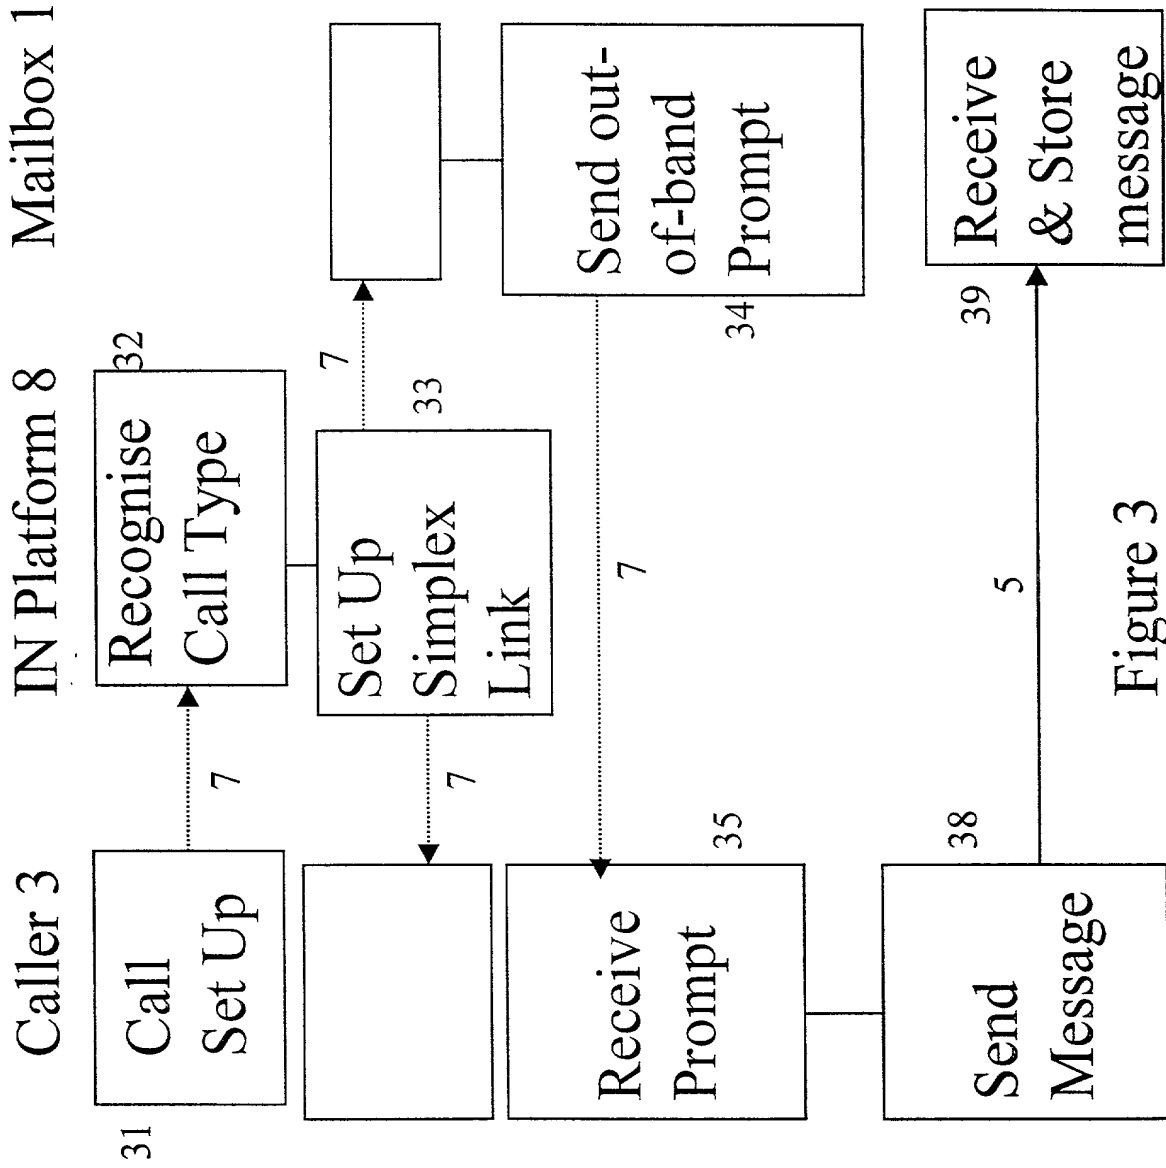 Caller 3
IN Platform 8
Mailbox 1
31
Call
Set Up
7
Recognise
Call Type
32
Set Up
Simplex
Link
33
7
7
Send out-
of-band
Prompt
34
7
Receive
Prompt
35
Send
Message
38
5
Receive
& Store
message
39
Figure 3